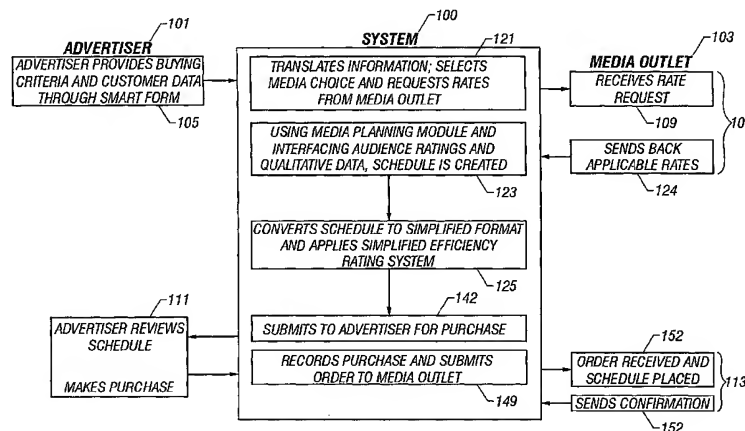 100
101
ADVERTISER
SYSTEM
121
103
MEDIA OUTLET
ADVERTISER PROVIDES BUYING
CRITERIA AND CUSTOMER DATA
THROUGH SMART FORM
105
TRANSLATES INFORMATION; SELECTS
MEDIA CHOICE AND REQUESTS RATES
FROM MEDIA OUTLET
RECEIVES RATE
REQUEST
109
10
USING MEDIA PLANNING MODULE AND
INTERFACING AUDIENCE RATINGS AND
QUALITATIVE DATA, SCHEDULE IS CREATED
123
SENDS BACK
APPLICABLE RATES
124
CONVERTS SCHEDULE TO SIMPLIFIED FORMAT
AND APPLIES SIMPLIFIED EFFICIENCY
RATING SYSTEM
125
142
111
ADVERTISER REVIEWS
SCHEDULE
MAKES PURCHASE
SUBMITS TO ADVERTISER FOR PURCHASE
RECORDS PURCHASE AND SUBMITS
ORDER TO MEDIA OUTLET
149
152
ORDER RECEIVED AND
SCHEDULE PLACED
113
SENDS CONFIRMATION
152